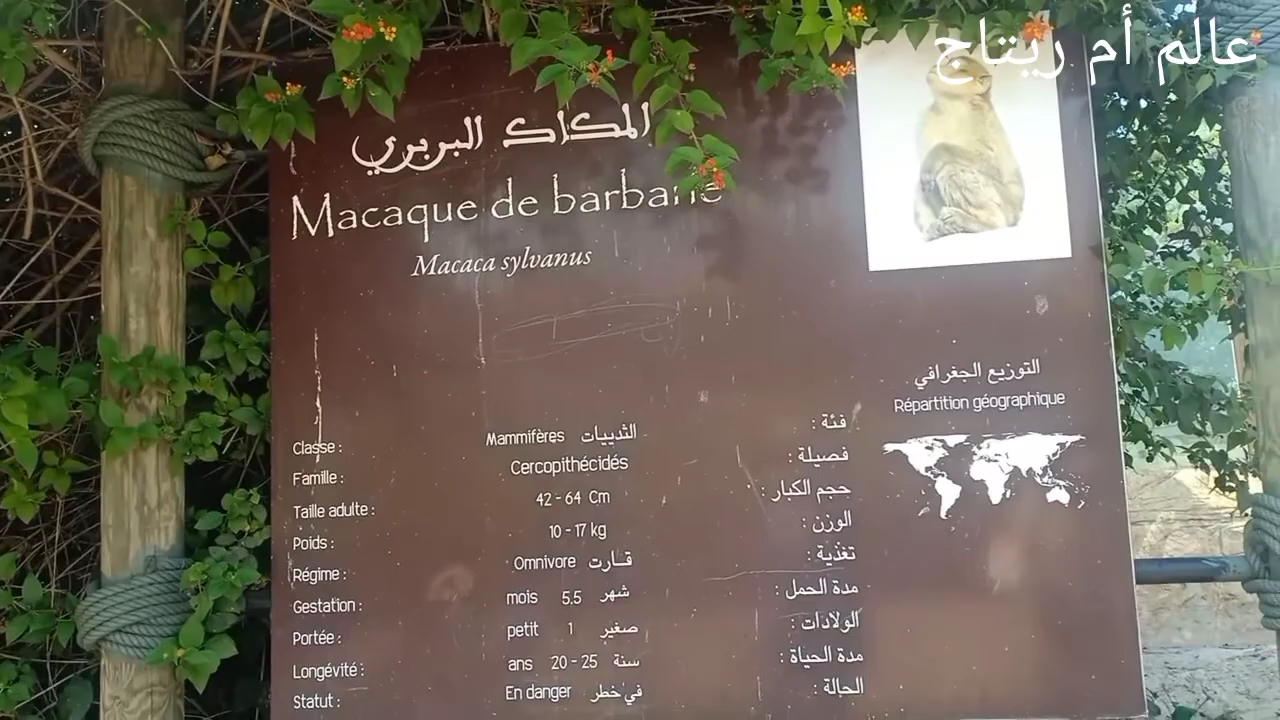 عالم أم ريتاج
المكاك البربري
Macaque de barbarie
Macaca sylvanus
التوزيع الجغرافي
Répartition géographique
Classe : Mammifères الثدييات فئة :
Famille : Cercopithécidés فصيلة :
Taille adulte : 42 - 64 Cm حجم الكبار :
Poids : 10 - 17 kg الوزن :
Régime : Omnivore قــارت تغذية :
Gestation : mois 5.5 شهر مدة الحمل :
Portée : petit 1 صغير الولادات :
Longévité : ans 20 - 25 سنة مدة الحياة :
Statut : En danger في خطر الحالة :